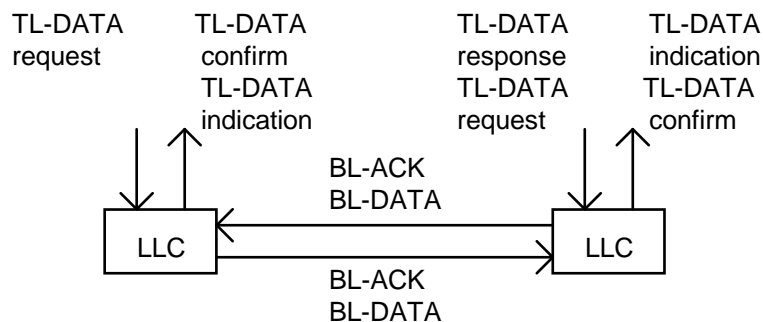 TL-DATA
request
TL-DATA
confirm
TL-DATA
indication
TL-DATA
response
TL-DATA
request
TL-DATA
indication
TL-DATA
confirm
BL-ACK
BL-DATA
LLC
LLC
BL-ACK
BL-DATA